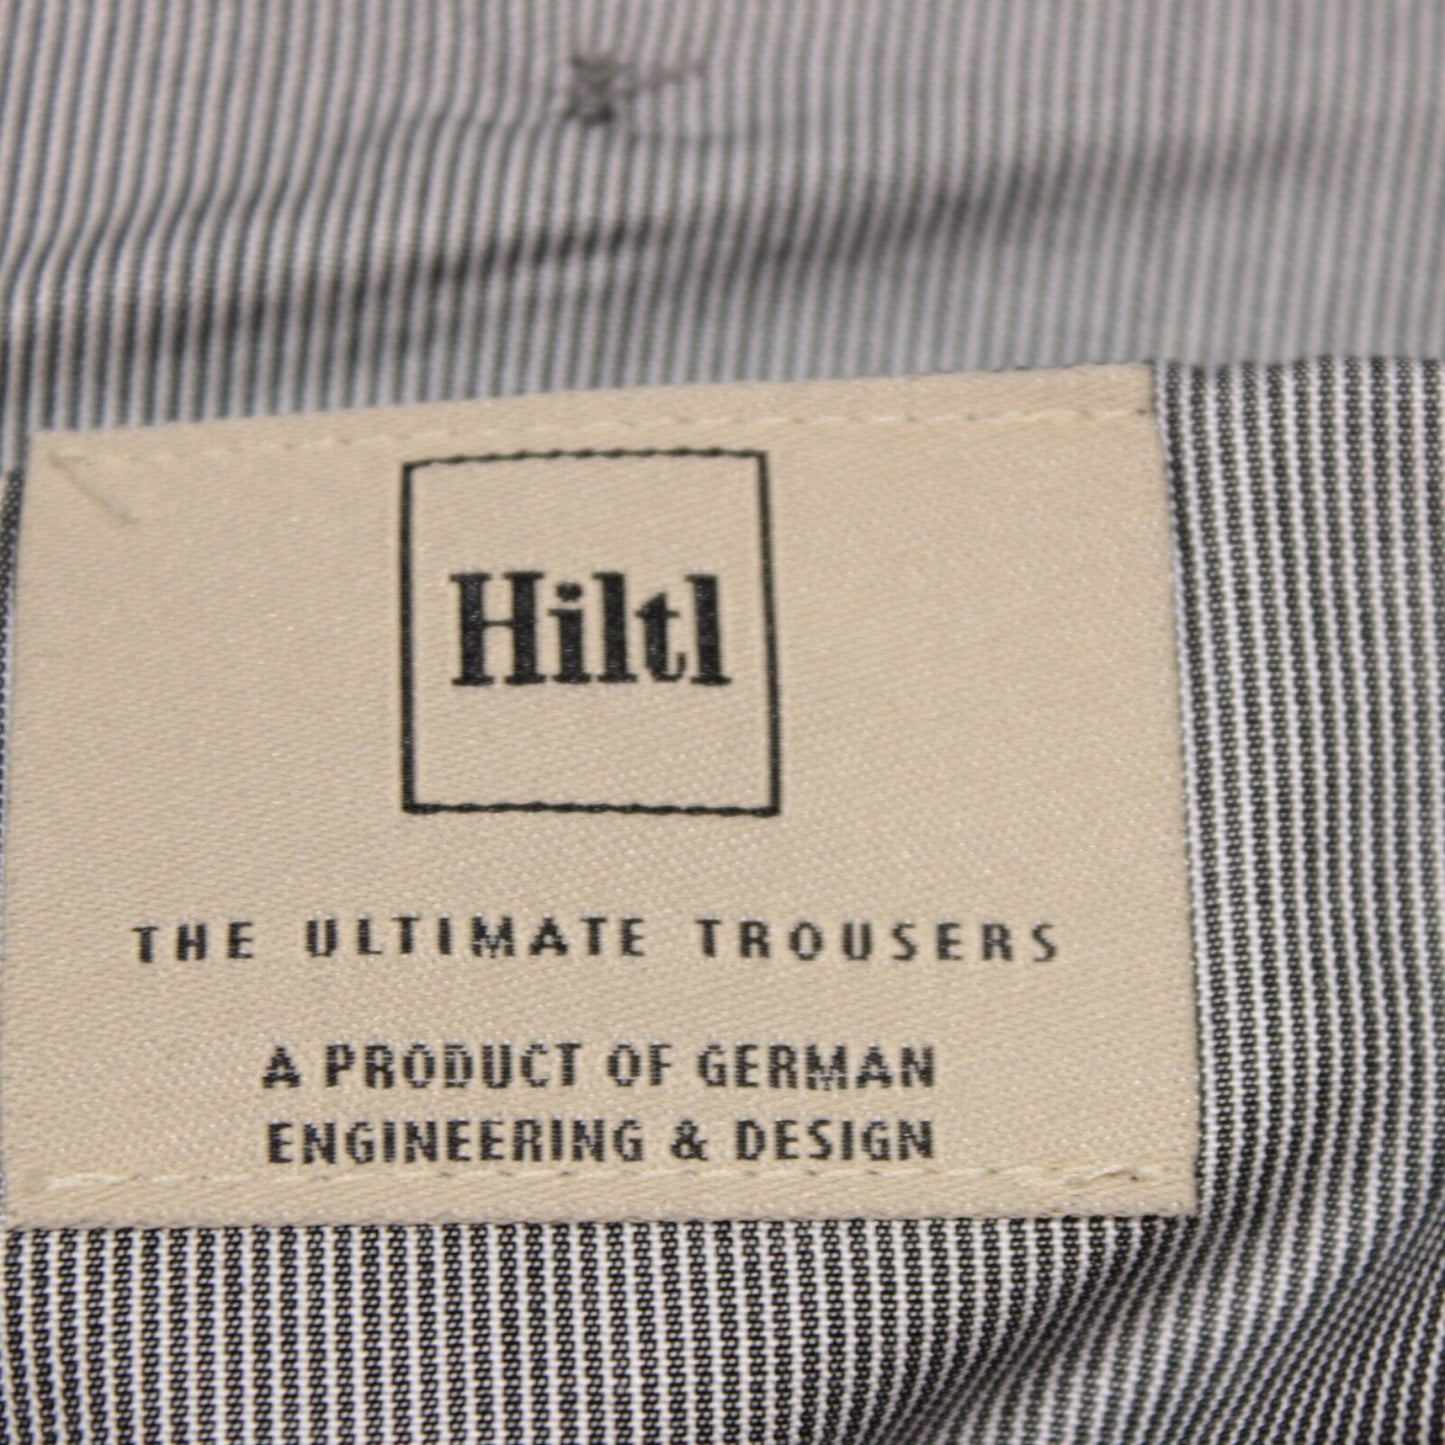 Hiltl
THE ULTIMATE TROUSERS
A PRODUCT OF GERMAN
ENGINEERING & DESIGN